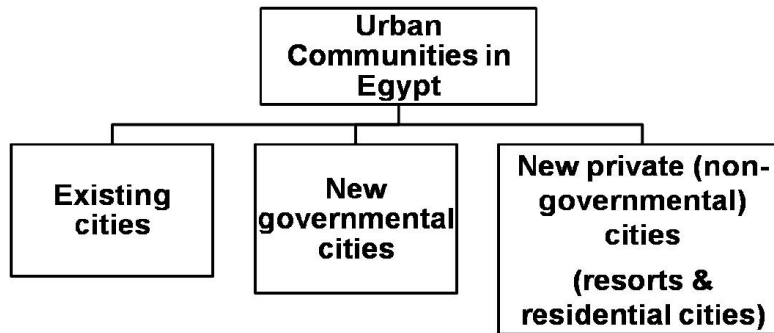 Urban
Communities in
Egypt
Existing
cities
New
governmental
cities
New private (non-
governmental)
cities
(resorts &
residential cities)